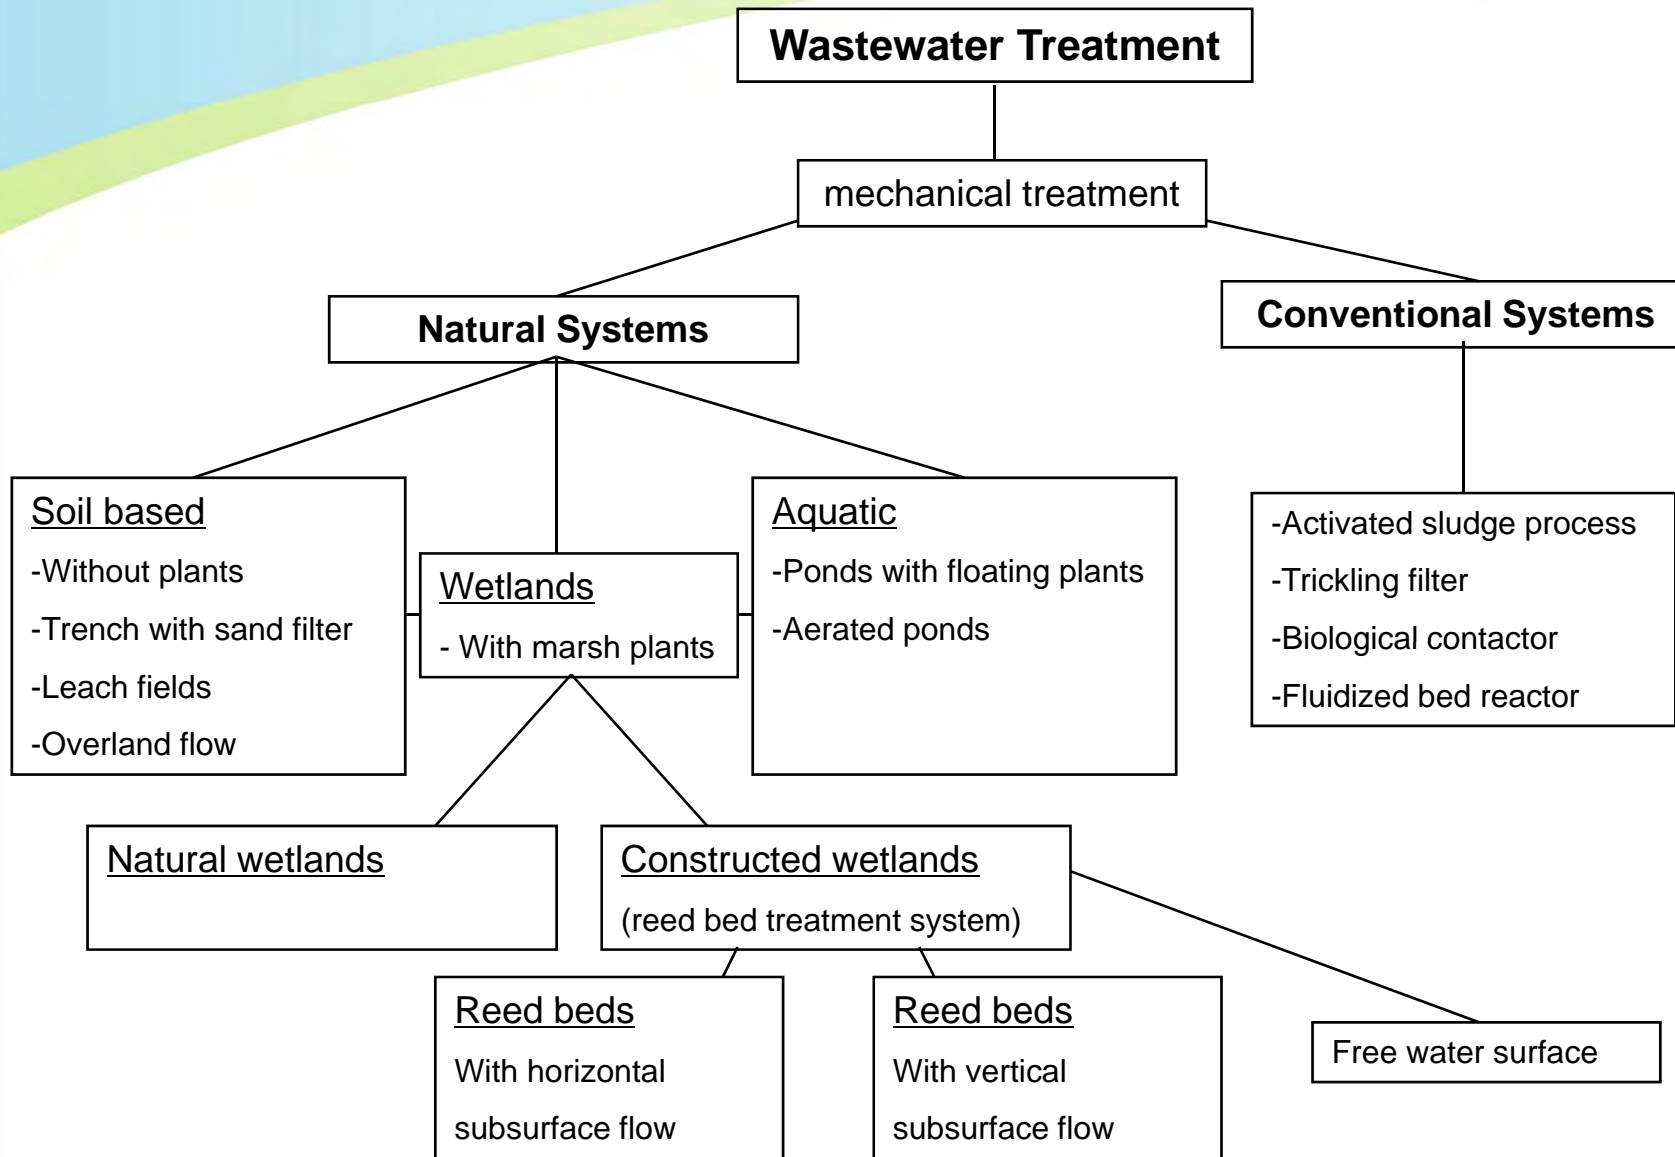 Wastewater Treatment
mechanical treatment
Natural Systems
Conventional Systems
Soil based
-Without plants
-Trench with sand filter
-Leach fields
-Overland flow
Wetlands
- With marsh plants
Aquatic
-Ponds with floating plants
-Aerated ponds
-Activated sludge process
-Trickling filter
-Biological contactor
-Fluidized bed reactor
Natural wetlands
Constructed wetlands
(reed bed treatment system)
Reed beds
With horizontal
subsurface flow
Reed beds
With vertical
subsurface flow
Free water surface